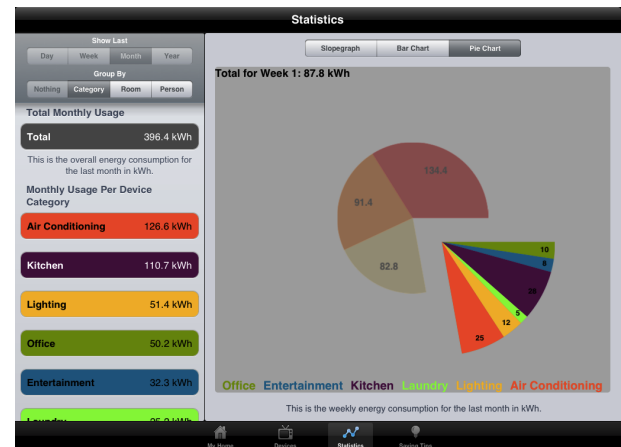 Statistics
Show Last
Day Week Month Year
Group By
Nothing Category Room Person
Total Monthly Usage
Total 396.4 kWh
This is the overall energy consumption for
the last month in kWh.
Monthly Usage Per Device
Category
Air Conditioning 126.6 kWh
Kitchen 110.7 kWh
Lighting 51.4 kWh
Office 50.2 kWh
Entertainment 32.3 kWh
Slopegraph Bar Chart Pie Chart
Total for Week 1: 87.8 kWh
134.4
91.4
82.8
10
8
5
12
25
Office Entertainment Kitchen Laundry Lighting Air Conditioning
This is the weekly energy consumption for the last month in kWh.
My Home Devices Statistics Saving Tips